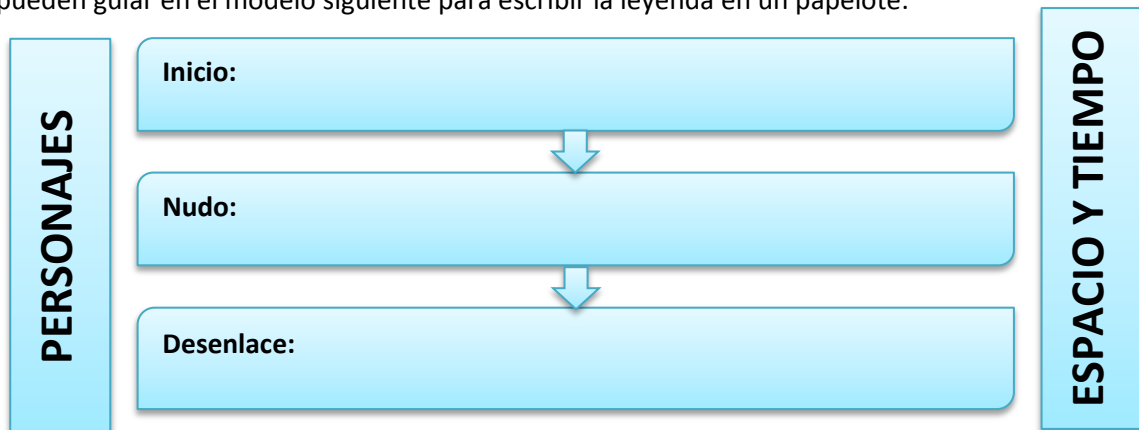 pueden guiar en el modelo siguiente para escribir la leyenda en un papelote.
PERSONAJES
Inicio:
Nudo:
Desenlace:
ESPACIO Y TIEMPO